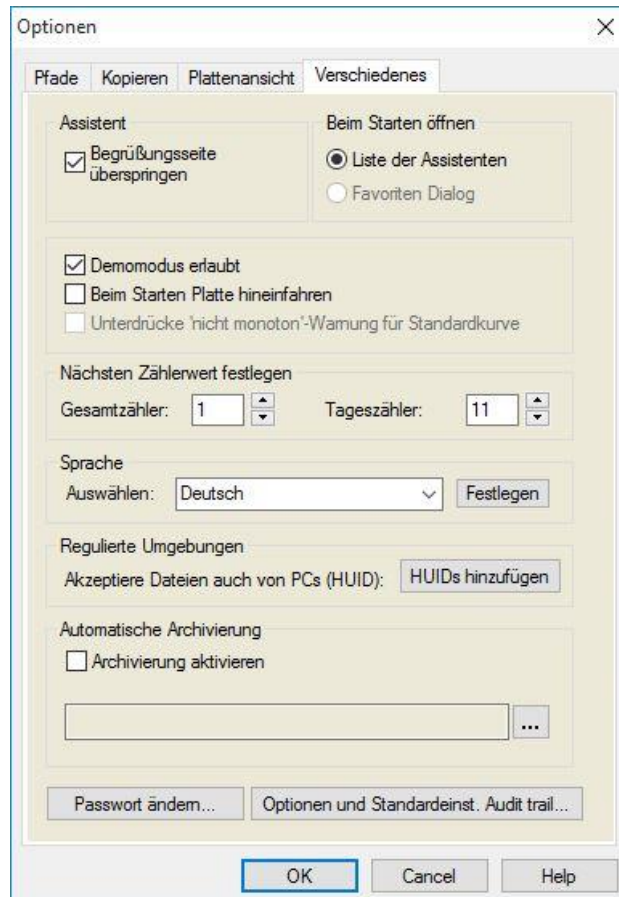 Optionen
Pfade Kopieren Plattenansicht Verschiedenes
Assistent
Begrüßungsseite
überspringen
Beim Starten öffnen
Liste der Assistenten
Favoriten Dialog
Demomodus erlaubt
Beim Starten Platte hineinfahren
Unterdrücke 'nicht monoton'-Warnung für Standardkurve
Nächsten Zählerwert festlegen
Gesamtzähler: 1 Tageszähler: 11
Sprache
Auswählen: Deutsch Festlegen
Regulierte Umgebungen
Akzeptiere Dateien auch von PCs (HUID): HUIDs hinzufügen
Automatische Archivierung
Archivierung aktivieren
...
Passwort ändern... Optionen und Standardeinst. Audit trail...
OK Cancel Help